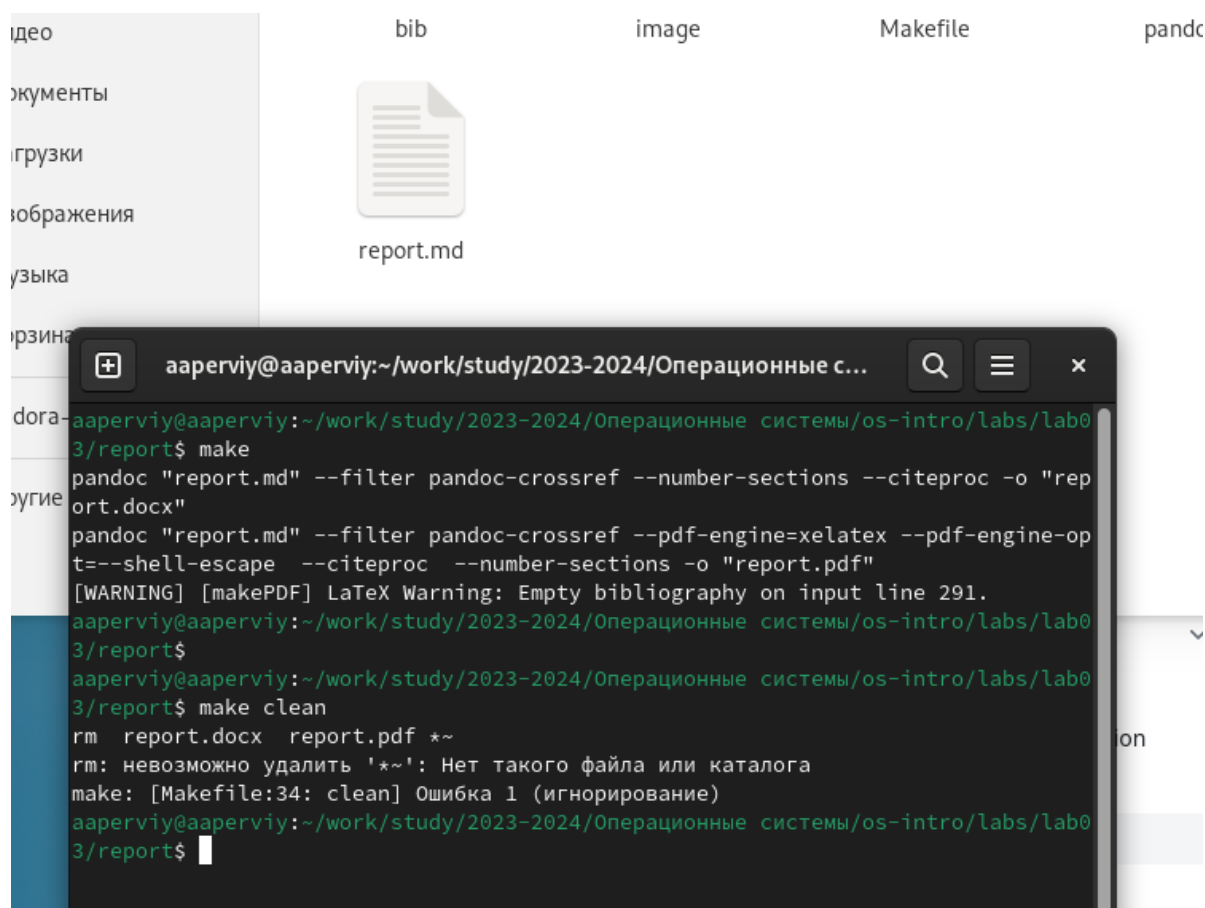 део
bib
image
Makefile
pando
окументы
агрузки
зображения
узыка
орзина
report.md
aaperviy@aaperviy:~/work/study/2023-2024/Операционные с...
dora-
ругие
aaperviy@aaperviy:~/work/study/2023-2024/Операционные системы/os-intro/labs/lab0
3/report$ make
pandoc "report.md" --filter pandoc-crossref --number-sections --citeproc -o "rep
ort.docx"
pandoc "report.md" --filter pandoc-crossref --pdf-engine=xelatex --pdf-engine-op
t=--shell-escape  --citeproc  --number-sections -o "report.pdf"
[WARNING] [makePDF] LaTeX Warning: Empty bibliography on input line 291.
aaperviy@aaperviy:~/work/study/2023-2024/Операционные системы/os-intro/labs/lab0
3/report$
aaperviy@aaperviy:~/work/study/2023-2024/Операционные системы/os-intro/labs/lab0
3/report$ make clean
rm  report.docx  report.pdf *~
rm: невозможно удалить '*~': Нет такого файла или каталога
make: [Makefile:34: clean] Ошибка 1 (игнорирование)
aaperviy@aaperviy:~/work/study/2023-2024/Операционные системы/os-intro/labs/lab0
3/report$
ion